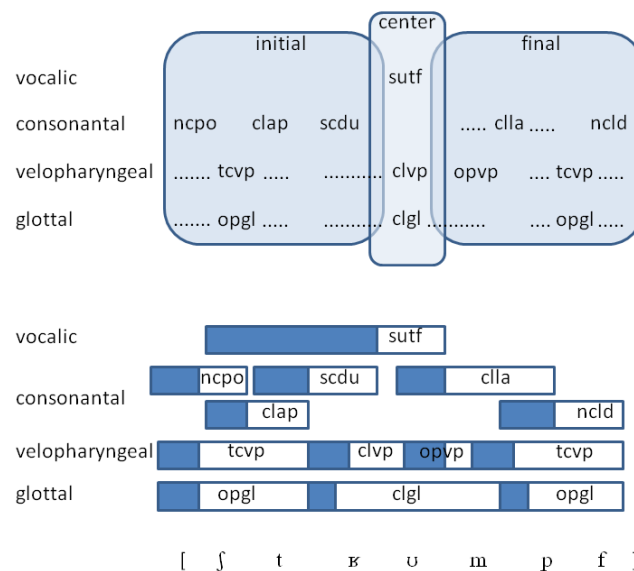 center
initial final
vocalic sutf
consonantal ncpo clap scdu ..... clla ..... ncld
velopharyngeal ....... tcvp ..... ........... clvp opvp .... tcvp .....
glottal ....... opgl ..... ........... clgl ........... .... opgl .....
vocalic sutf
ncpo scdu clla
consonantal
clap ncld
velopharyngeal tcvp clvp opvp tcvp
glottal opgl clgl opgl
[ ʃ t ʁ ʊ m p f ]